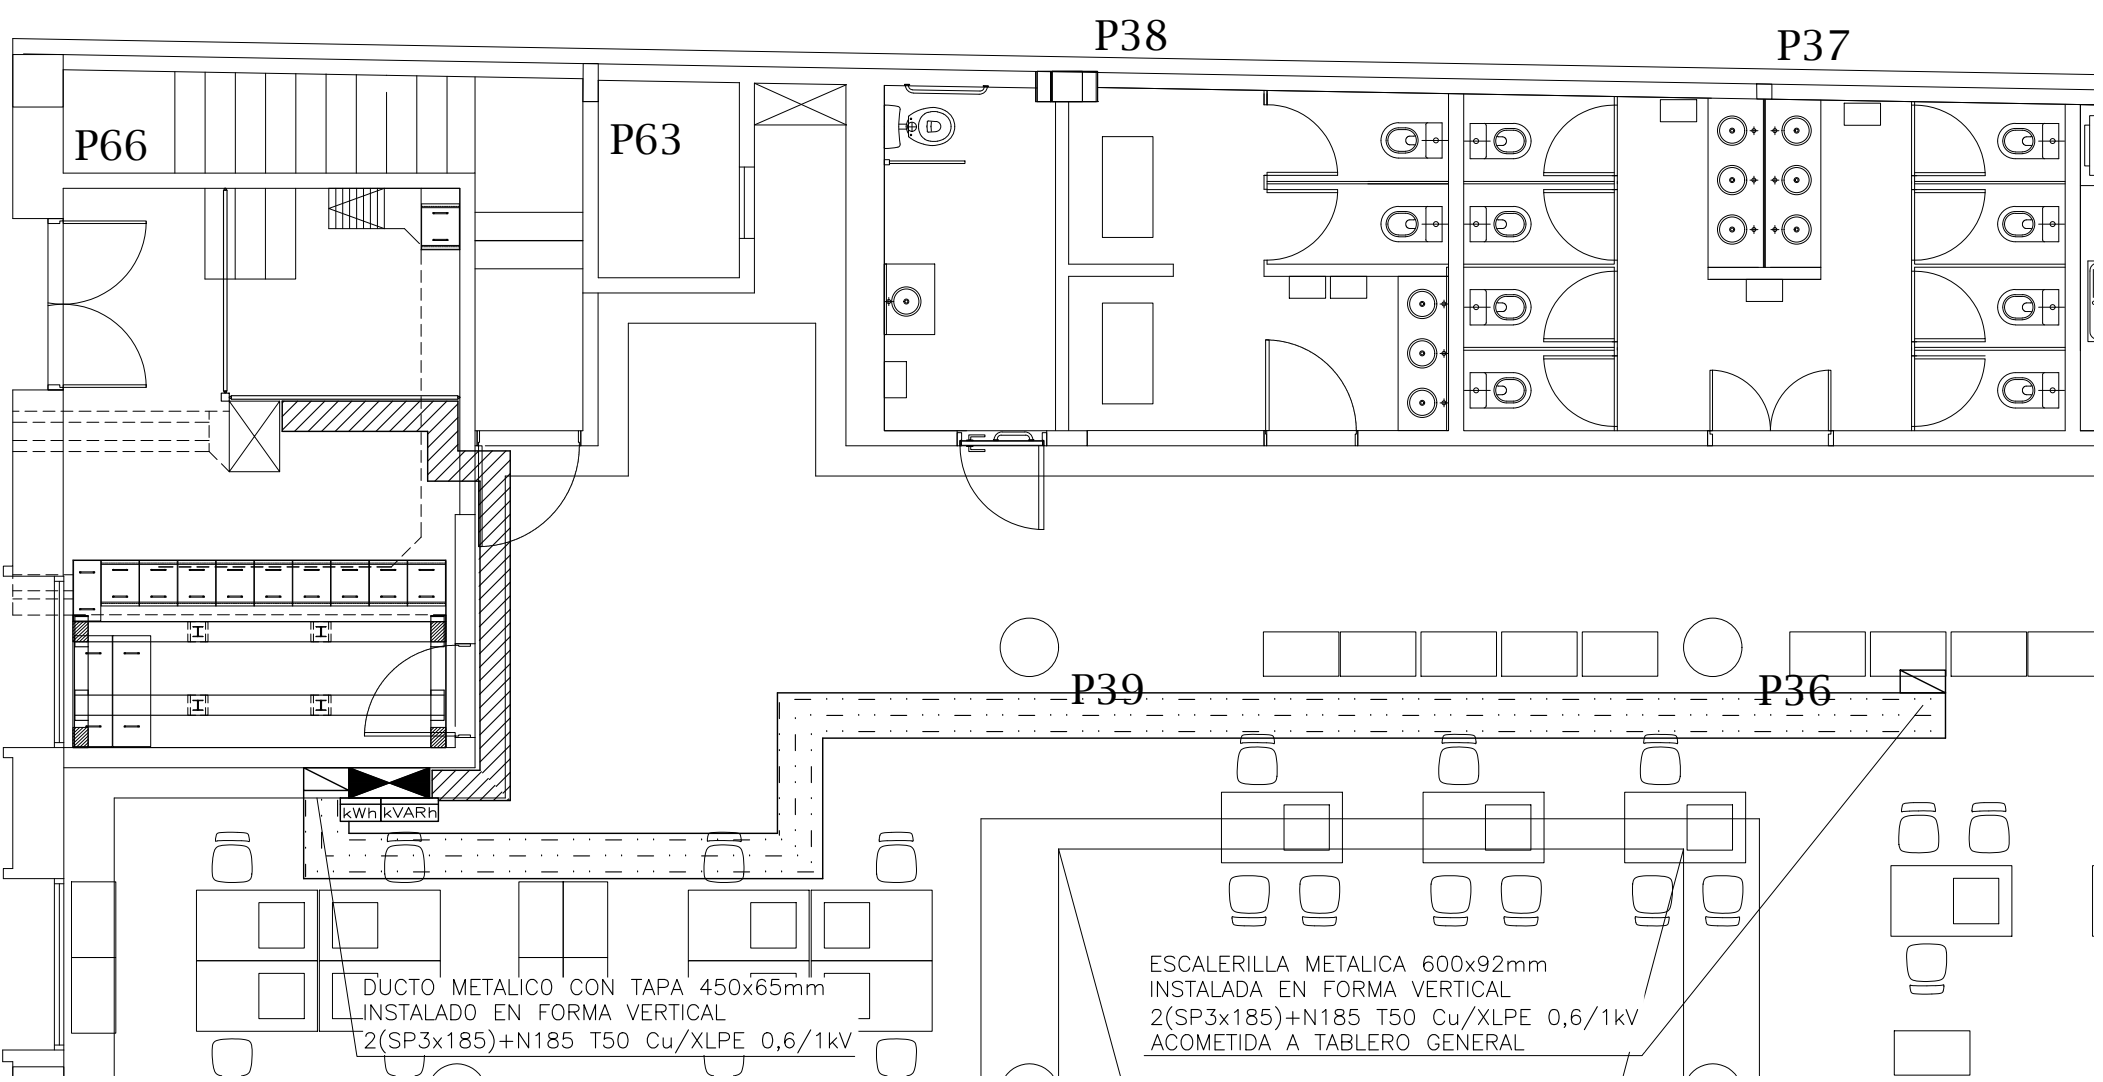 P38
P37
P66
P63
P39
P36
kWh kVARh
DUCTO METALICO CON TAPA 450x65mm
INSTALADO EN FORMA VERTICAL
2(SP3x185)+N185 T50 Cu/XLPE 0,6/1kV
ESCALERILLA METALICA 600x92mm
INSTALADA EN FORMA VERTICAL
2(SP3x185)+N185 T50 Cu/XLPE 0,6/1kV
ACOMETIDA A TABLERO GENERAL